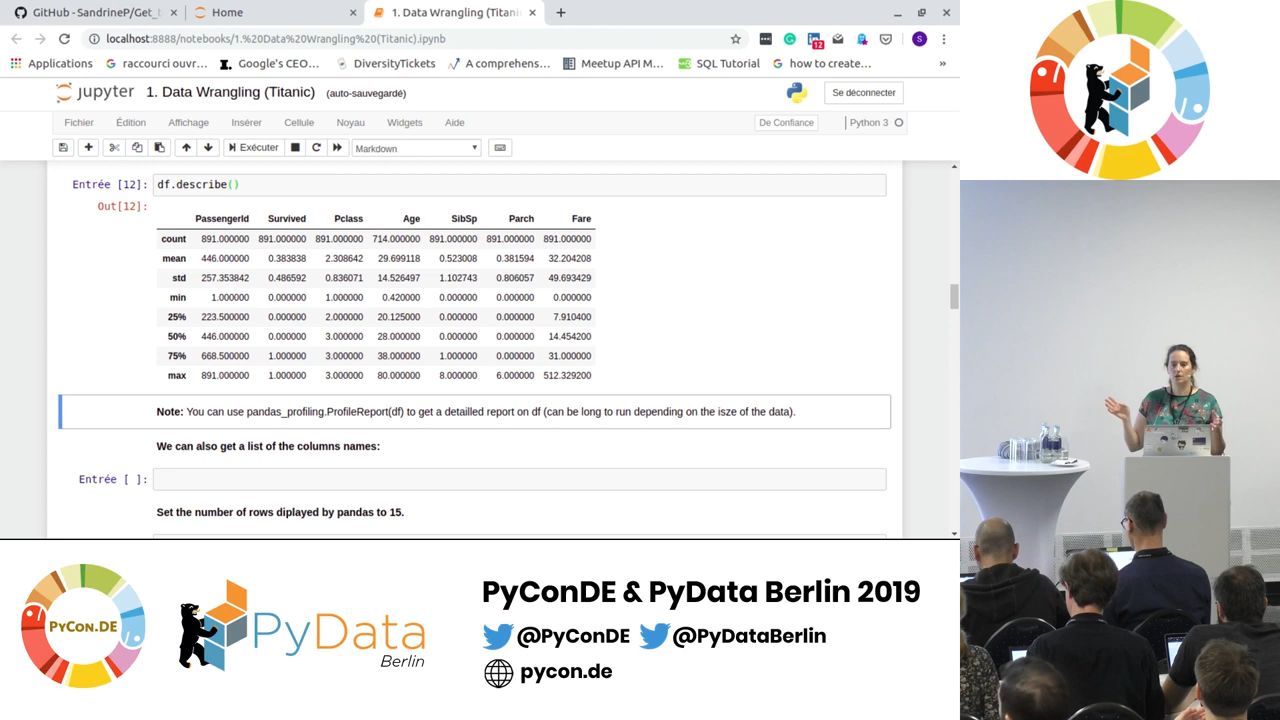 GitHub - SandrineP/Get_
Home
1. Data Wrangling (Titani
localhost:8888/notebooks/1.%20Data%20Wrangling%20(Titanic).ipynb
12
S
Applications
raccourci ouvr…
Google's CEO…
DiversityTickets
A comprehens…
Meetup API M…
SQL Tutorial
how to create…
»
jupyter 1. Data Wrangling (Titanic) (auto-sauvegardé)
Se déconnecter
Fichier Édition Affichage Insérer Cellule Noyau Widgets Aide
De Confiance Python 3
Exécuter Markdown
Entrée [12]: df.describe()
Out[12]:
PassengerId Survived Pclass Age SibSp Parch Fare
count 891.000000 891.000000 891.000000 714.000000 891.000000 891.000000 891.000000
mean 446.000000 0.383838 2.308642 29.699118 0.523008 0.381594 32.204208
std 257.353842 0.486592 0.836071 14.526497 1.102743 0.806057 49.693429
min 1.000000 0.000000 1.000000 0.420000 0.000000 0.000000 0.000000
25% 223.500000 0.000000 2.000000 20.125000 0.000000 0.000000 7.910400
50% 446.000000 0.000000 3.000000 28.000000 0.000000 0.000000 14.454200
75% 668.500000 1.000000 3.000000 38.000000 1.000000 0.000000 31.000000
max 891.000000 1.000000 3.000000 80.000000 8.000000 6.000000 512.329200
Note: You can use pandas_profiling.ProfileReport(df) to get a detailled report on df (can be long to run depending on the isze of the data).
We can also get a list of the columns names:
Entrée [ ]:
Set the number of rows diplayed by pandas to 15.
PyCon.DE
PyData
Berlin
PyConDE & PyData Berlin 2019
@PyConDE @PyDataBerlin
pycon.de